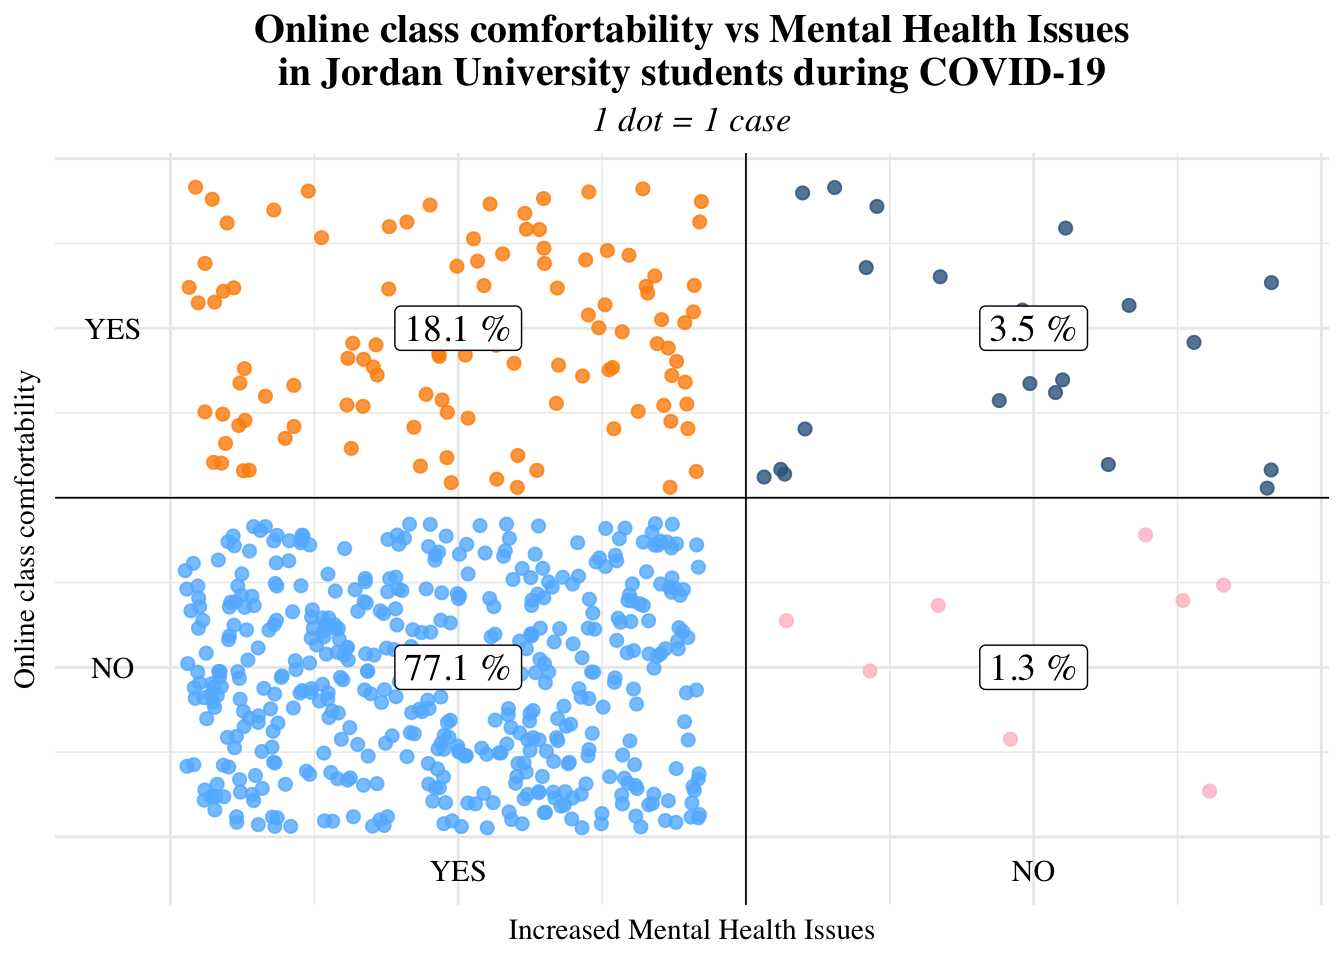 Online class comfortability vs Mental Health Issues
in Jordan University students during COVID-19
1 dot = 1 case
YES
18.1 %
3.5 %
Online class comfortability
NO
77.1 %
1.3 %
YES
NO
Increased Mental Health Issues